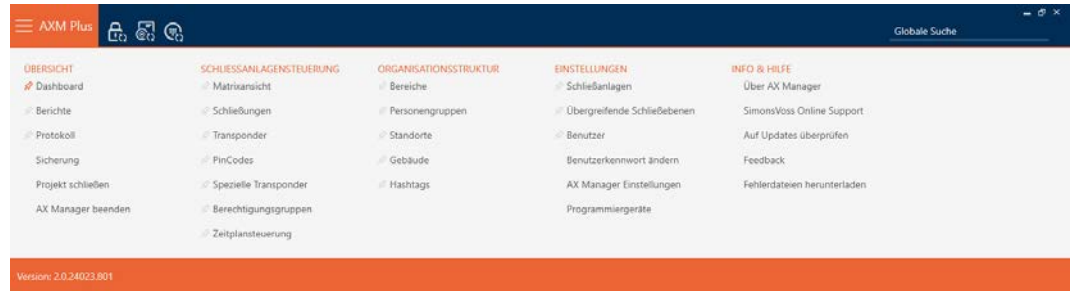 AXM Plus
Globale Suche
ÜBERSICHT
Dashboard
Berichte
Protokoll
Sicherung
Projekt schließen
AX Manager beenden
SCHLIESSANLAGENSTEUERUNG
Matrixansicht
Schließungen
Transponder
PinCodes
Spezielle Transponder
Berechtigungsgruppen
Zeitplansteuerung
ORGANISATIONSSTRUKTUR
Bereiche
Personengruppen
Standorte
Gebäude
Hashtags
EINSTELLUNGEN
Schließanlagen
Übergreifende Schließebenen
Benutzer
Benutzerkennwort ändern
AX Manager Einstellungen
Programmiergeräte
INFO & HILFE
Über AX Manager
SimonsVoss Online Support
Auf Updates überprüfen
Feedback
Fehlerdateien herunterladen
Version: 2.0.24023.801